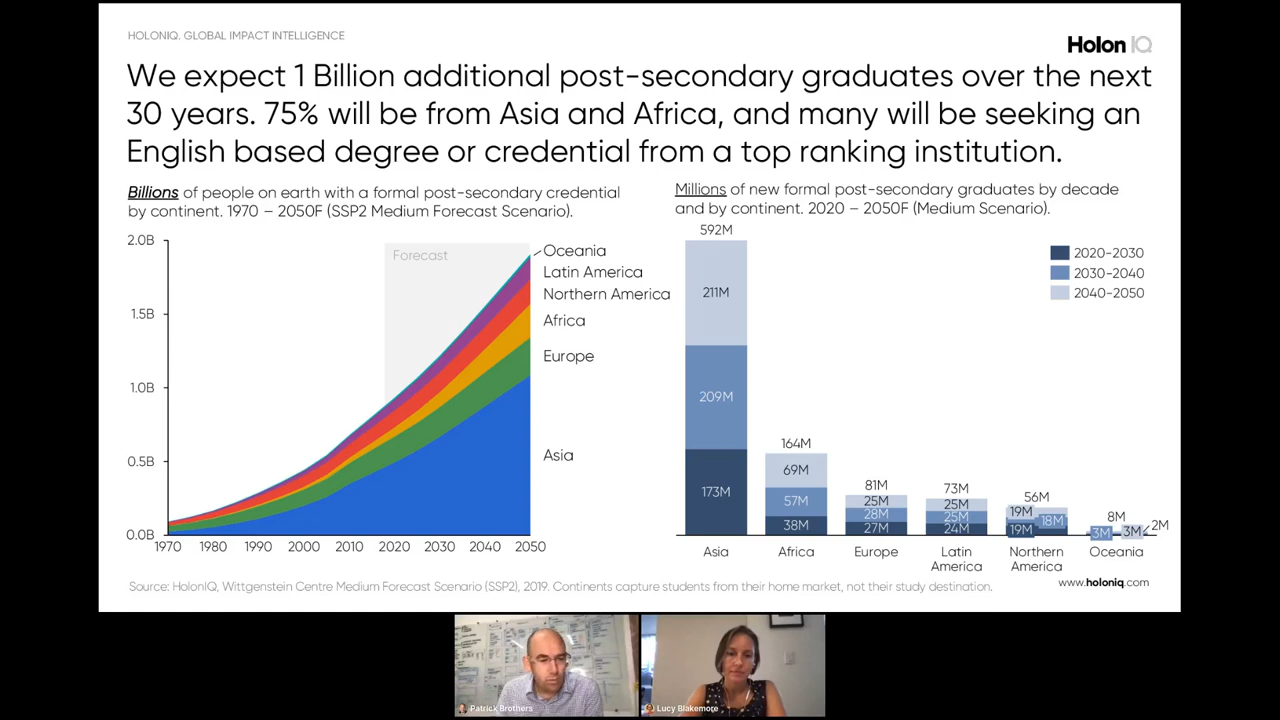 HOLONIQ. GLOBAL IMPACT INTELLIGENCE
Holon IQ
We expect 1 Billion additional post-secondary graduates over the next
30 years. 75% will be from Asia and Africa, and many will be seeking an
English based degree or credential from a top ranking institution.
Billions of people on earth with a formal post-secondary credential
by continent. 1970 – 2050F (SSP2 Medium Forecast Scenario).
2.0B
1.5B
1.0B
0.5B
0.0B
Forecast
Oceania
Latin America
Northern America
Africa
Europe
Asia
1970 1980 1990 2000 2010 2020 2030 2040 2050
Millions of new formal post-secondary graduates by decade
and by continent. 2020 – 2050F (Medium Scenario).
2020-2030
2030-2040
2040-2050
592M
211M
209M
173M
164M
69M
57M
38M
81M
25M
28M
27M
73M
25M
25M
24M
56M
19M
18M
19M
8M
2M
3M
3M
Asia
Africa
Europe
Latin
America
Northern
America
Oceania
Source: HolonIQ, Wittgenstein Centre Medium Forecast Scenario (SSP2), 2019. Continents capture students from their home market, not their study destination.
www.holoniq.com
Patrick Brothers
Lucy Blakemore